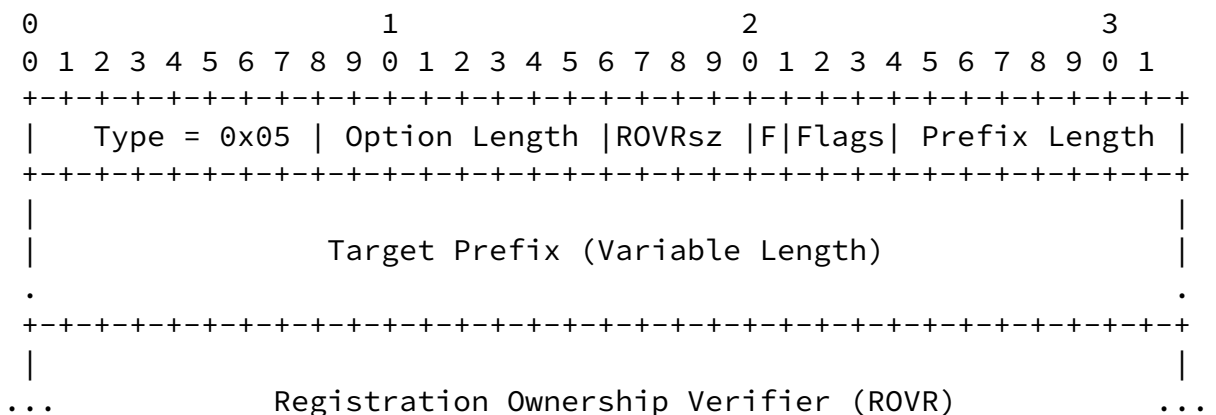 0                   1                   2                   3
 0 1 2 3 4 5 6 7 8 9 0 1 2 3 4 5 6 7 8 9 0 1 2 3 4 5 6 7 8 9 0 1
 +-+-+-+-+-+-+-+-+-+-+-+-+-+-+-+-+-+-+-+-+-+-+-+-+-+-+-+-+-+-+-+-+
 |   Type = 0x05 | Option Length |ROVRsz |F|Flags| Prefix Length |
 +-+-+-+-+-+-+-+-+-+-+-+-+-+-+-+-+-+-+-+-+-+-+-+-+-+-+-+-+-+-+-+-+
 |                                                               |
 |                Target Prefix (Variable Length)                |
 .                                                               .
 +-+-+-+-+-+-+-+-+-+-+-+-+-+-+-+-+-+-+-+-+-+-+-+-+-+-+-+-+-+-+-+-+
 |                                                               |
...            Registration Ownership Verifier (ROVR)           ...